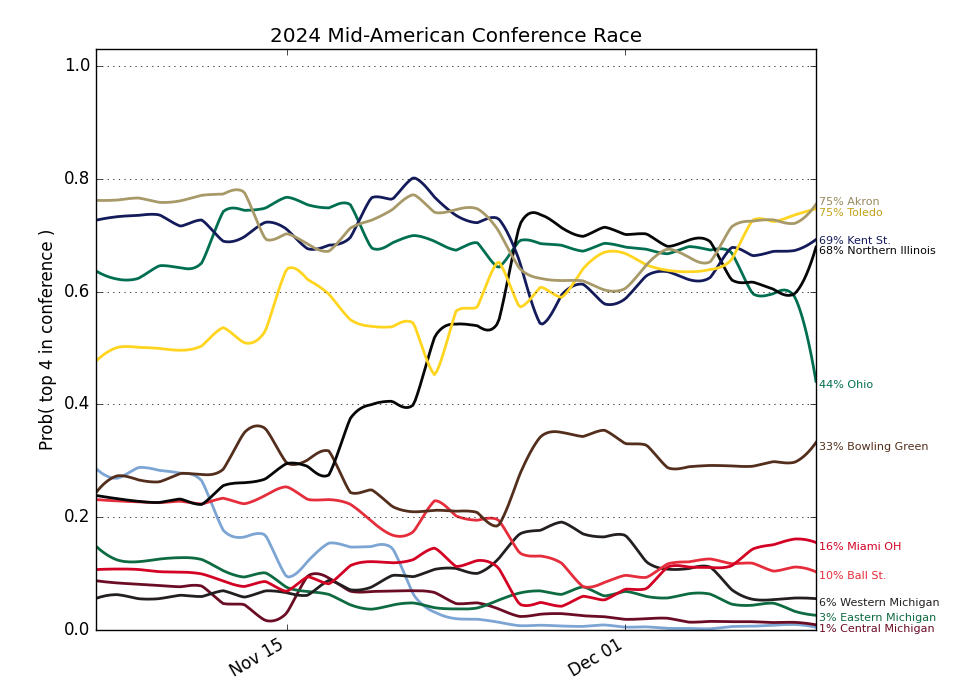 2024 Mid-American Conference Race
Prob( top 4 in conference )
1.0
0.8
0.6
0.4
0.2
0.0
Nov 15
Dec 01
75% Akron
75% Toledo
69% Kent St.
68% Northern Illinois
44% Ohio
33% Bowling Green
16% Miami OH
10% Ball St.
6% Western Michigan
3% Eastern Michigan
1% Central Michigan